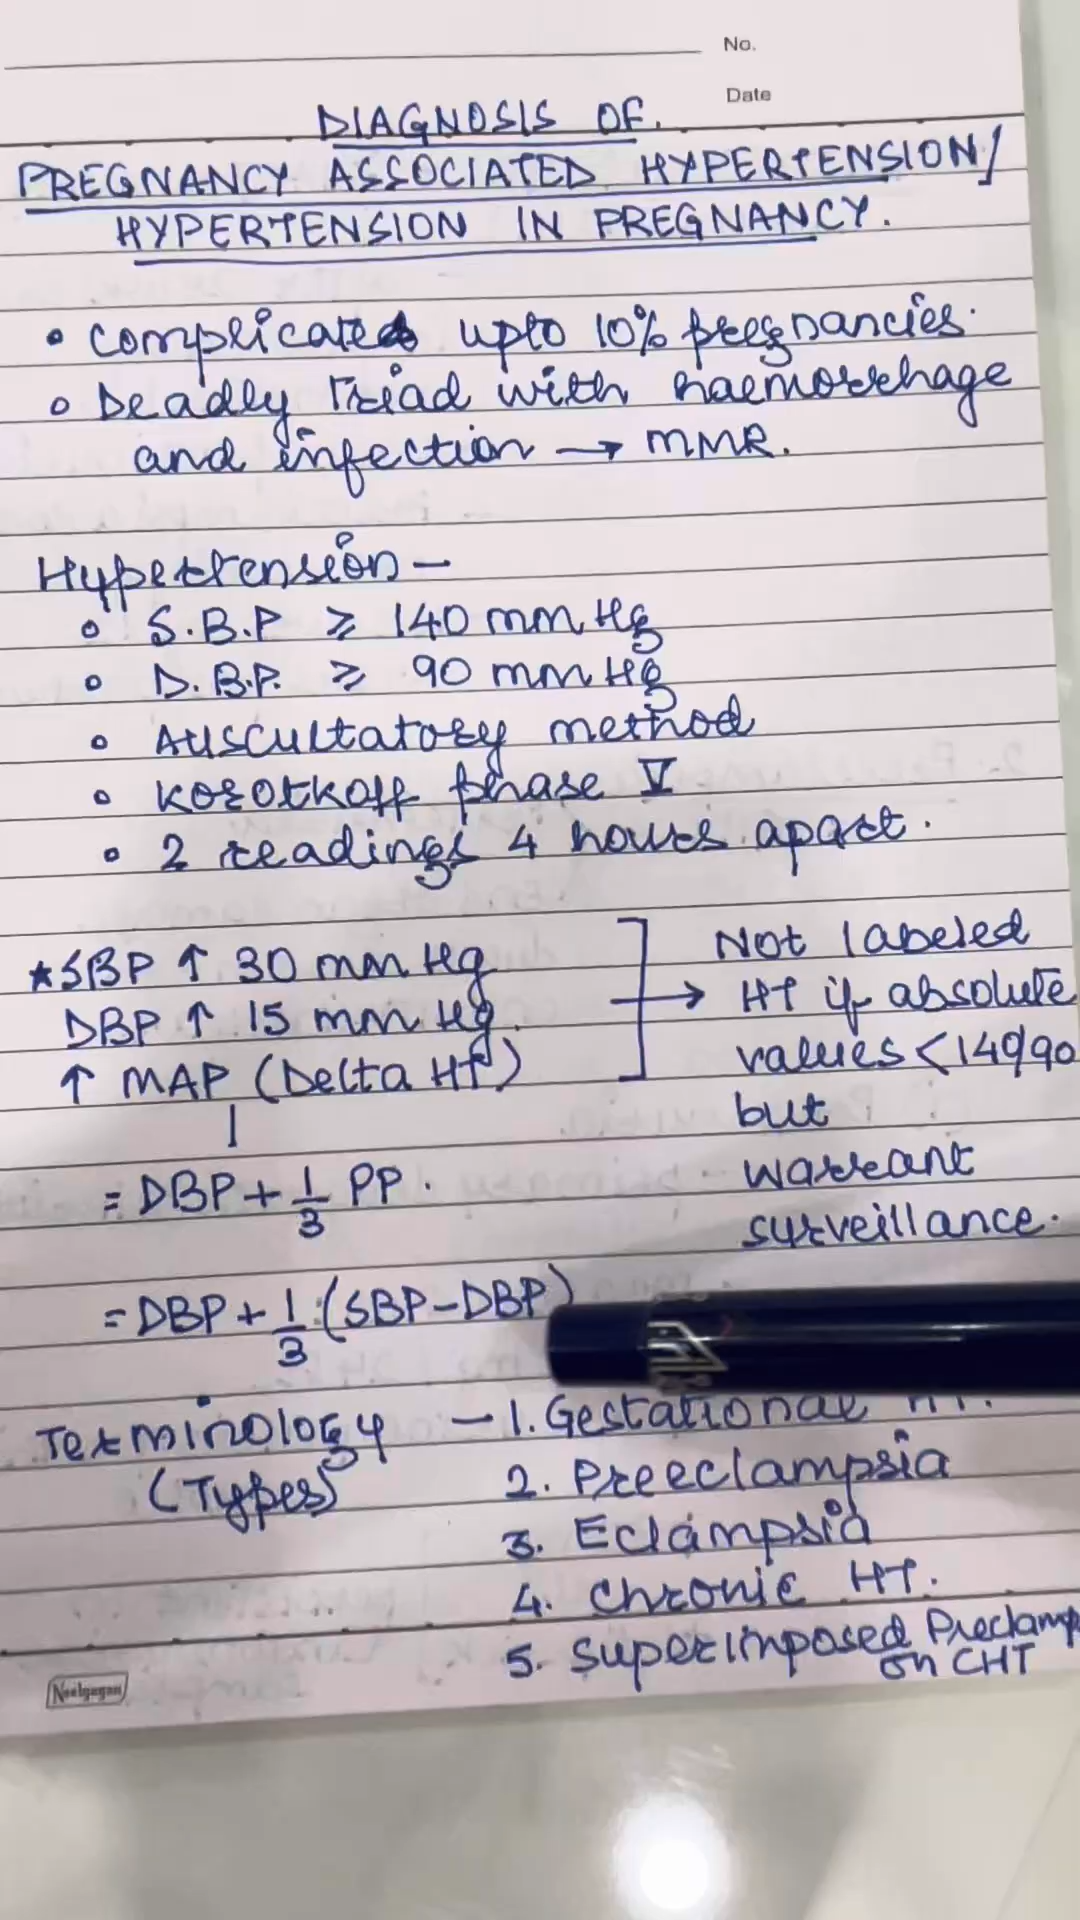 No.
Date
DIAGNOSIS OF.
PREGNANCY ASSOCIATED HYPERTENSION/
HYPERTENSION IN PREGNANCY.
• Complicates upto 10% pregnancies.
• Deadly Triad with haemorrhage
and infection → MMR.
Hypertension –
• S.B.P ≥ 140 mm Hg
• D.B.P. ≥ 90 mm Hg
• Auscultatory method
• Korotkoff phase V
• 2 readings 4 hours apart.
★SBP ↑ 30 mm Hg
DBP ↑ 15 mm Hg.
↑ MAP (Delta HT)
= DBP + 1/3 PP.
= DBP + 1/3 (SBP – DBP)
→ Not labeled
HT if absolute
values < 140/90
but
warrant
surveillance.
Terminology
(Types)
– 1. Gestational HT.
2. Preeclampsia
3. Eclampsia
4. Chronic HT.
5. Superimposed Preclamp
on CHT
Neelgagan